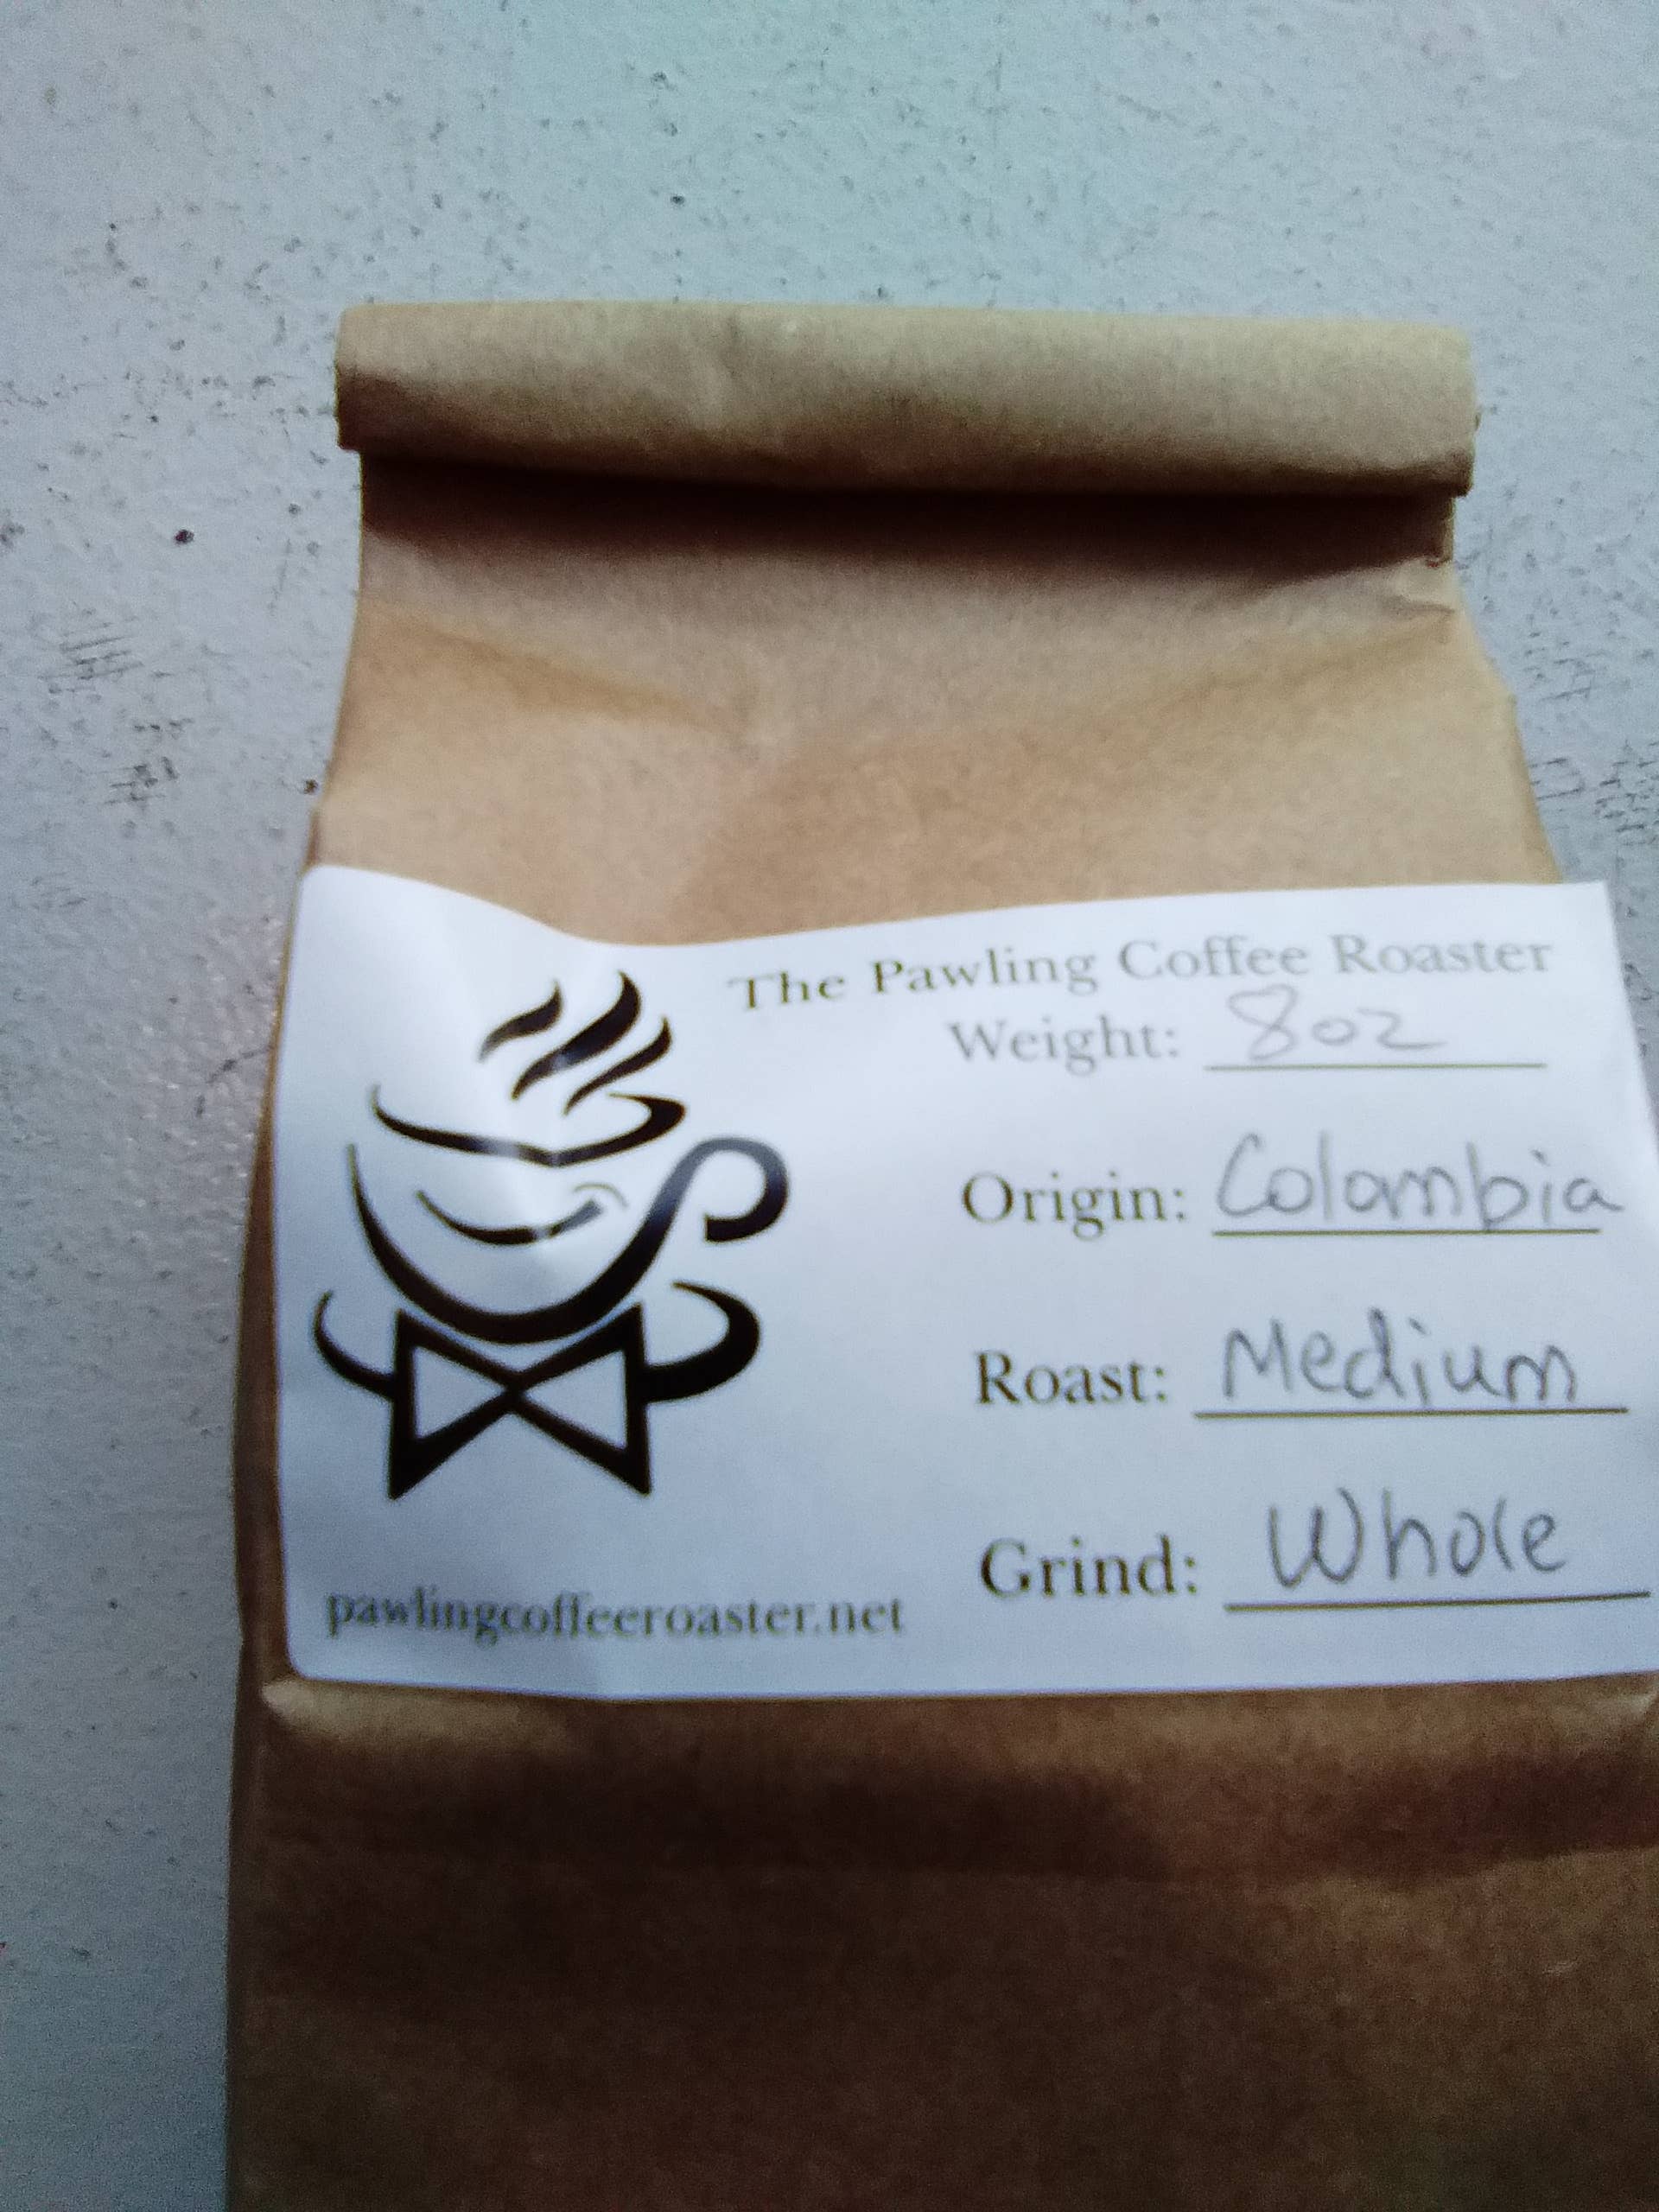 The Pawling Coffee Roaster
Weight: 8oz
Origin: Colombia
Roast: Medium
Grind: Whole
pawlingcoffeeroaster.net